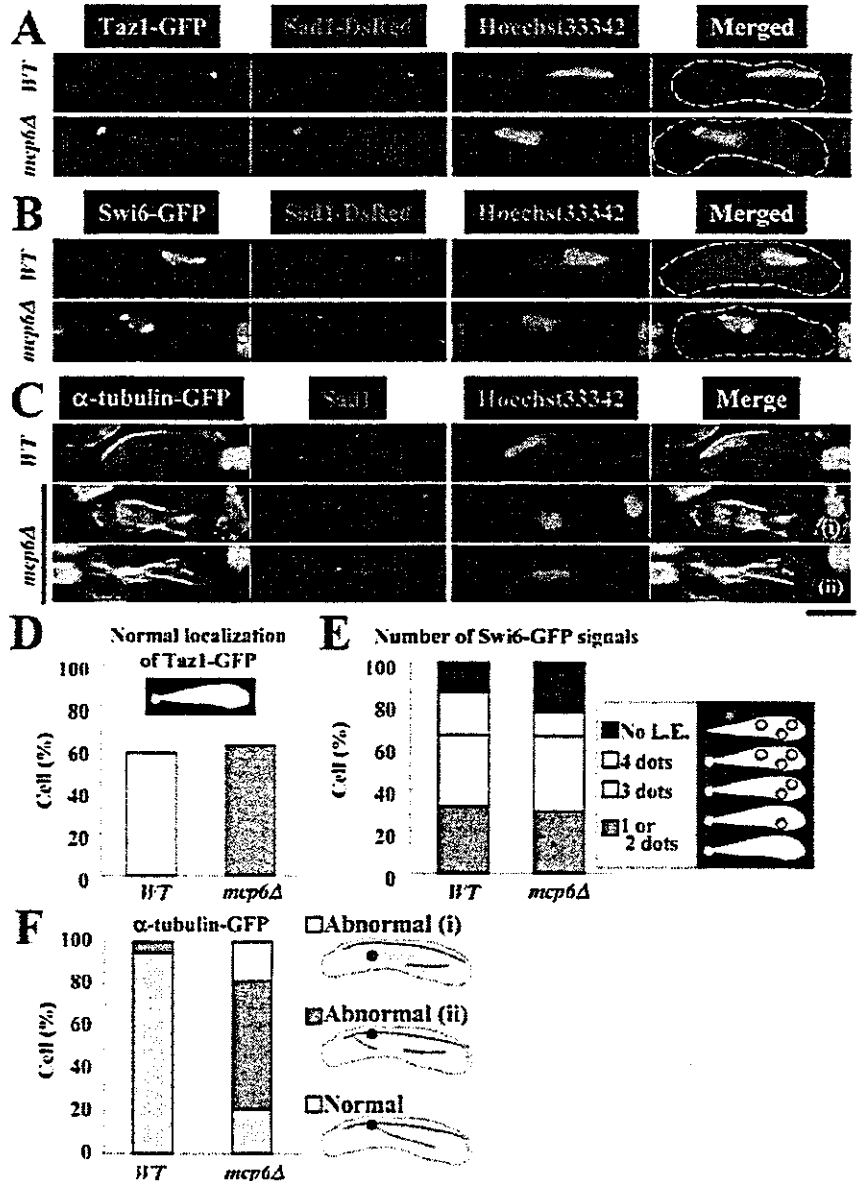 A
Taz1-GFP Sad1-DsRed Hoechst33342 Merged
WT
mcp6Δ
B
Swi6-GFP Sad1-DsRed Hoechst33342 Merged
WT
mcp6Δ
C
α-tubulin-GFP Sad1 Hoechst33342 Merge
WT
mcp6Δ
(i)
(ii)
D
Normal localization
of Taz1-GFP
Cell (%)
100
80
60
40
20
0
WT mcp6Δ
E
Number of Swi6-GFP signals
Cell (%)
100
80
60
40
20
0
WT mcp6Δ
No L.E.
4 dots
3 dots
1 or
2 dots
F
α-tubulin-GFP
Cell (%)
100
80
60
40
20
0
WT mcp6Δ
Abnormal (i)
Abnormal (ii)
Normal